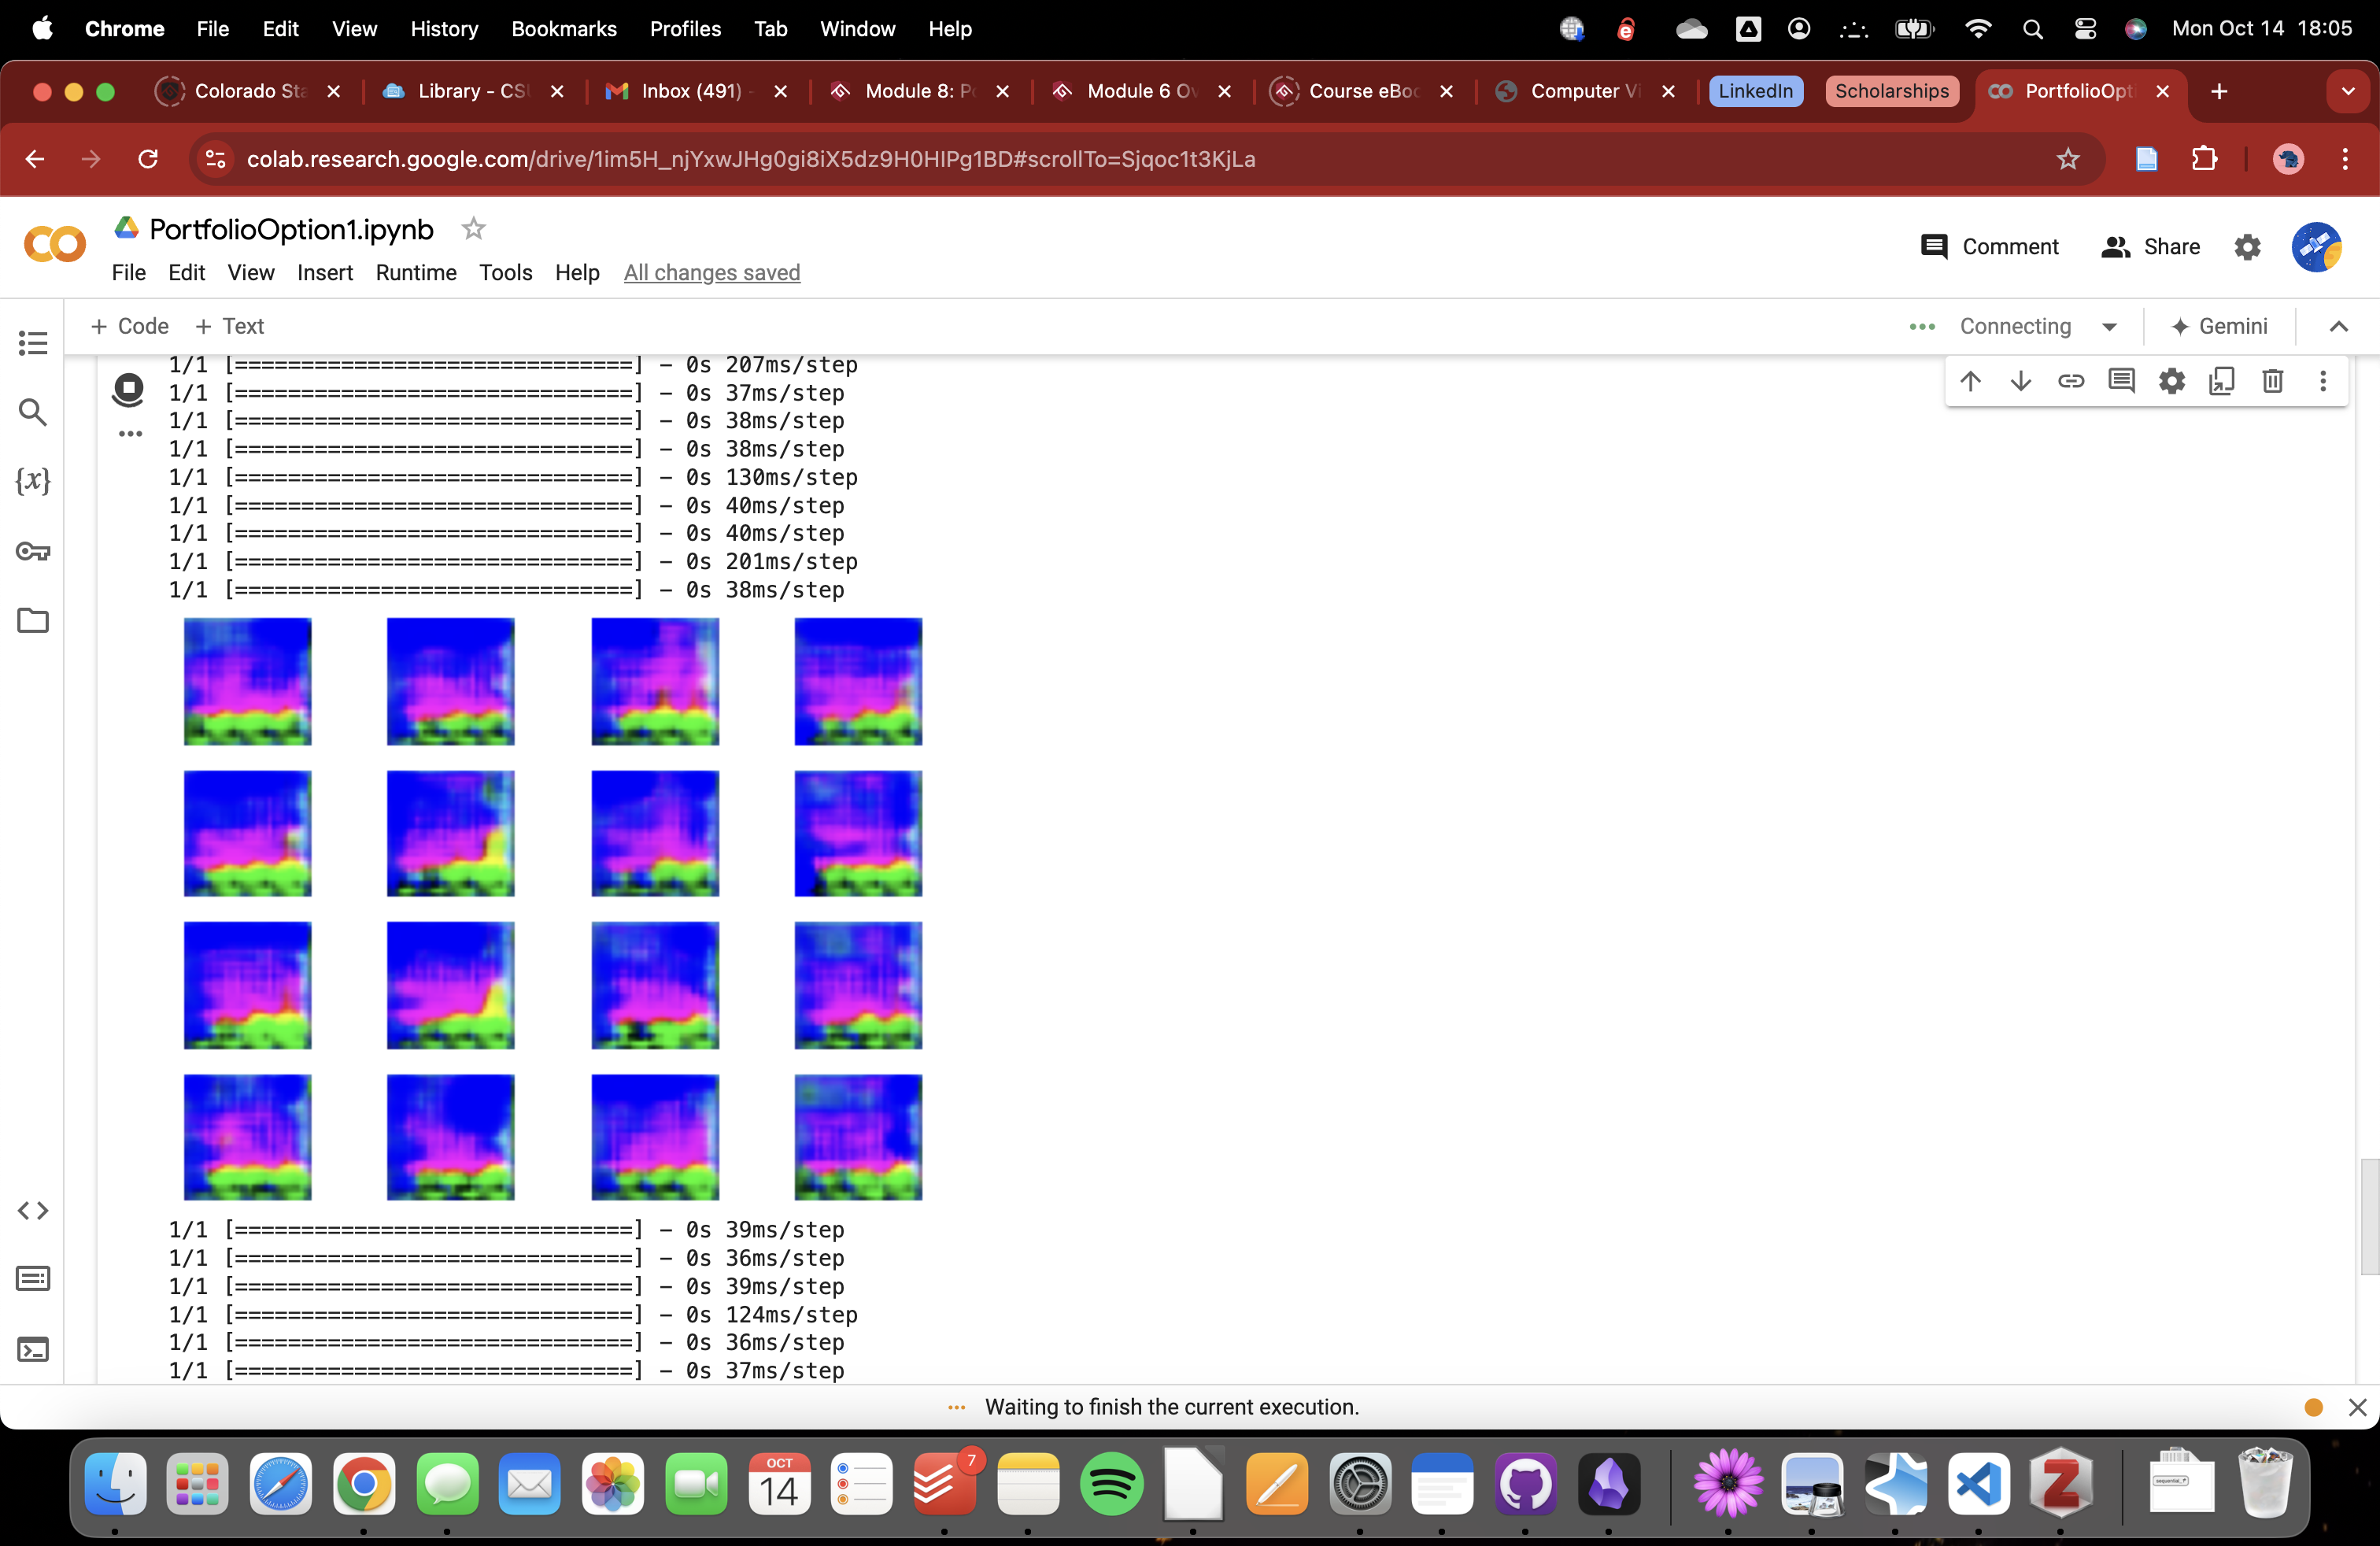 Chrome File Edit View History Bookmarks Profiles Tab Window Help Mon Oct 14 18:05
Colorado Sta Library - CSU Inbox (491) - Module 8: Po Module 6 Ov Course eBoo Computer Vi LinkedIn Scholarships PortfolioOpti
colab.research.google.com/drive/1im5H_njYxwJHg0gi8iX5dz9H0HIPg1BD#scrollTo=Sjqoc1t3KjLa
PortfolioOption1.ipynb
Comment Share
File Edit View Insert Runtime Tools Help All changes saved
+ Code + Text Connecting Gemini
1/1 [==============================] - 0s 207ms/step
1/1 [==============================] - 0s 37ms/step
1/1 [==============================] - 0s 38ms/step
1/1 [==============================] - 0s 38ms/step
1/1 [==============================] - 0s 130ms/step
1/1 [==============================] - 0s 40ms/step
1/1 [==============================] - 0s 40ms/step
1/1 [==============================] - 0s 201ms/step
1/1 [==============================] - 0s 38ms/step
1/1 [==============================] - 0s 39ms/step
1/1 [==============================] - 0s 36ms/step
1/1 [==============================] - 0s 39ms/step
1/1 [==============================] - 0s 124ms/step
1/1 [==============================] - 0s 36ms/step
1/1 [==============================] - 0s 37ms/step
Waiting to finish the current execution.
OCT
14
7